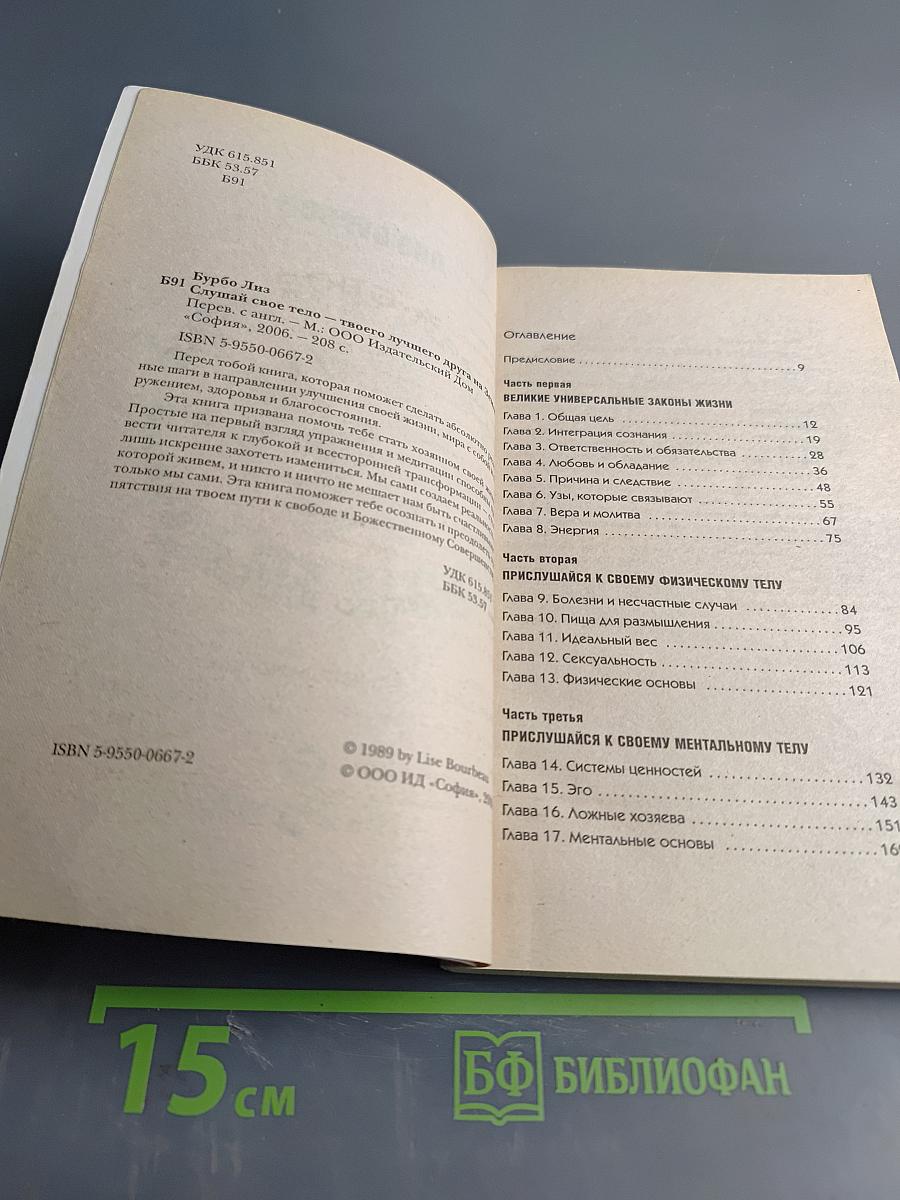 УДК 615.851
ББК 53.57
Б91
Бурбо Лиз
Б91 Слушай свое тело — твоего лучшего друга на
Перев. с англ. — М.: ООО Издательский Дом
«София», 2006. — 208 с.
ISBN 5-9550-0667-2
Перед тобой книга, которая поможет сделать абсолютно
ные шаги в направлении улучшения своей жизни, мира с собой
ружением, здоровья и благосостояния.
Эта книга призвана помочь тебе стать хозяином своей
Простые на первый взгляд упражнения и медитации способны
вести читателя к глубокой и всесторонней трансформации —
лишь искренне захотеть измениться. Мы сами создаем
которой живем, и никто и ничто не мешает нам быть
только мы сами. Эта книга поможет тебе осознать и преодолеть
пятствия на твоем пути к свободе и Божественному
УДК 615.851
ББК 53.57
ISBN 5-9550-0667-2
© 1989 by Lise Bourbeau
© ООО ИД «София»,
Оглавление
Предисловие ........................................9
Часть первая
ВЕЛИКИЕ УНИВЕРСАЛЬНЫЕ ЗАКОНЫ ЖИЗНИ
Глава 1. Общая цель ..............................12
Глава 2. Интеграция сознания ......................19
Глава 3. Ответственность и обязательства ..........28
Глава 4. Любовь и обладание ......................36
Глава 5. Причина и следствие ......................48
Глава 6. Узы, которые связывают ..................55
Глава 7. Вера и молитва ..........................67
Глава 8. Энергия .................................75
Часть вторая
ПРИСЛУШАЙСЯ К СВОЕМУ ФИЗИЧЕСКОМУ ТЕЛУ
Глава 9. Болезни и несчастные случаи .............84
Глава 10. Пища для размышления ..................95
Глава 11. Идеальный вес .........................106
Глава 12. Сексуальность .........................113
Глава 13. Физические основы .....................121
Часть третья
ПРИСЛУШАЙСЯ К СВОЕМУ МЕНТАЛЬНОМУ ТЕЛУ
Глава 14. Системы ценностей .....................132
Глава 15. Эго ...................................143
Глава 16. Ложные хозяева ........................151
Глава 17. Ментальные основы .....................
15 см
БФ БИБЛИОФАН